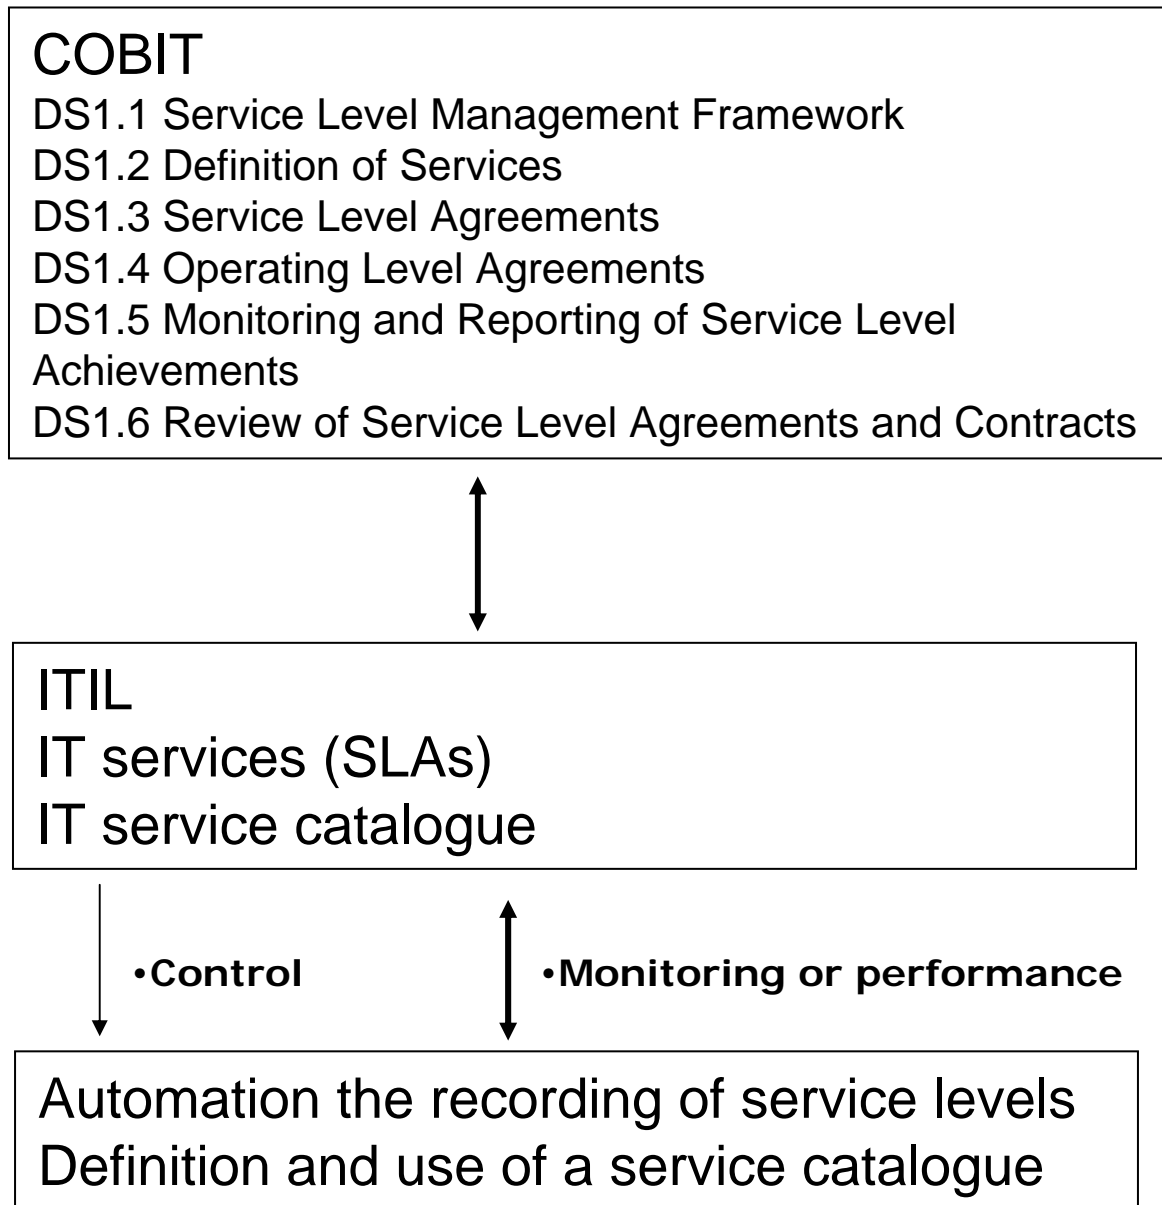 COBIT
DS1.1 Service Level Management Framework
DS1.2 Definition of Services
DS1.3 Service Level Agreements
DS1.4 Operating Level Agreements
DS1.5 Monitoring and Reporting of Service Level
Achievements
DS1.6 Review of Service Level Agreements and Contracts
ITIL
IT services (SLAs)
IT service catalogue
•Control
•Monitoring or performance
Automation the recording of service levels
Definition and use of a service catalogue